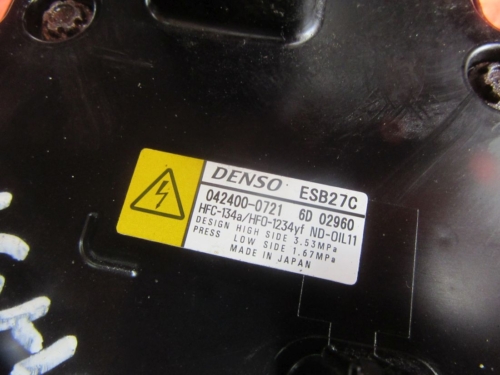 DENSO ESB27C
042400-0721 6D 02960
HFC-134a/HFO-1234yf ND-OIL11
DESIGN HIGH SIDE 3.53MPa
PRESS LOW SIDE 1.67MPa
MADE IN JAPAN